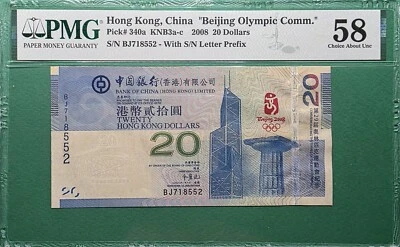 PMG
PAPER MONEY GUARANTY
Hong Kong, China "Beijing Olympic Comm."
Pick# 340a KNB3a-c 2008 20 Dollars
S/N BJ718552 - With S/N Letter Prefix
58
Choice About Unc
中國銀行(香港)有限公司
BANK OF CHINA (HONG KONG) LIMITED
港幣貳拾圓
TWENTY
HONG KONG DOLLARS
20
BJ718552
Beijing 2008
20
BJ718552